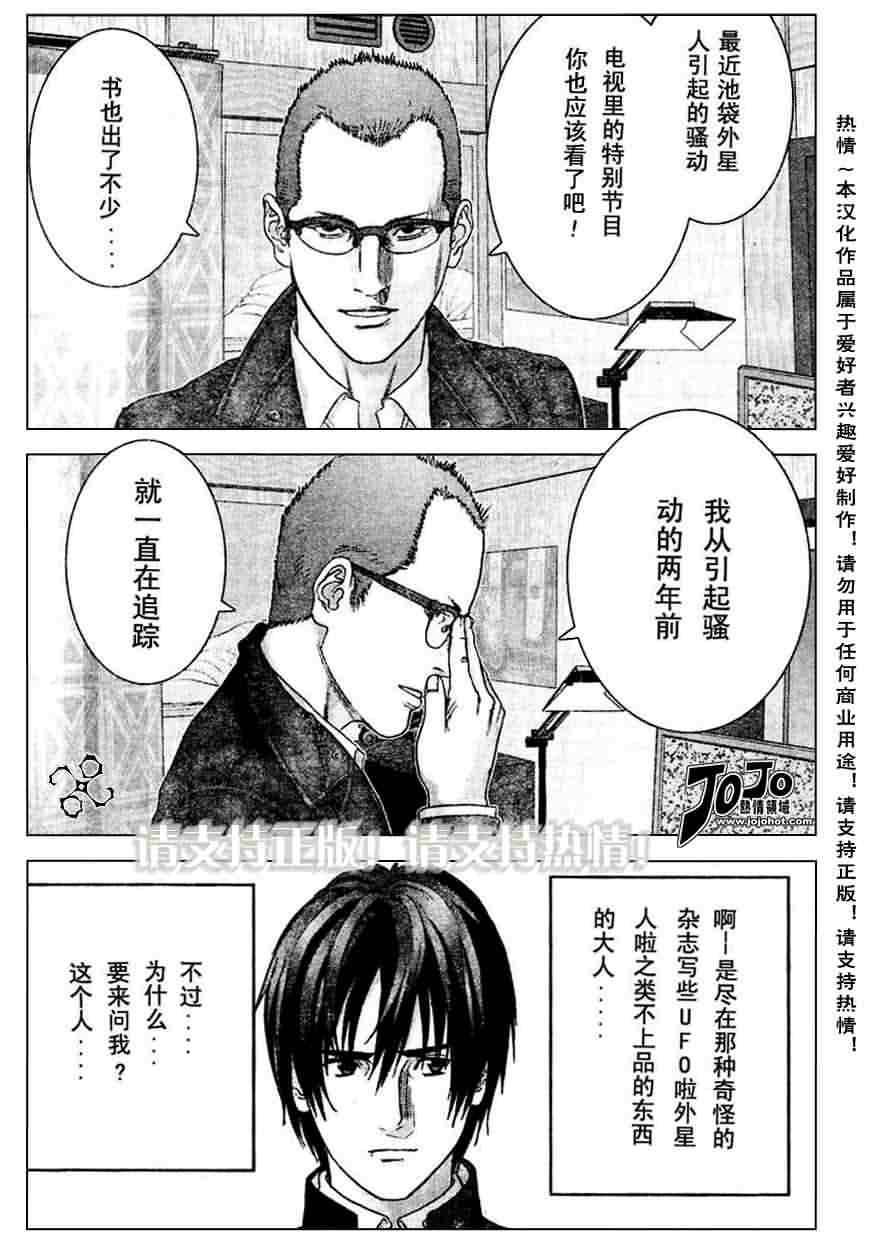 最近池袋外星
人引起的骚动
电视里的特别节目
你也应该看了吧！
书也出了不少....
我从引起骚
动的两年前
就一直在追踪
啊—是尽在那种奇怪的
杂志写些UFO啦外星
人啦之类不上品的东西
的大人.....
不过....
为什么...
要来问我？
这个人....
JOJO
热情领域
www.jojohot.com
请支持正版！请支持热情！
热情～本汉化作品属于爱好者兴趣爱好制作！请勿用于任何商业用途！请支持正版！请支持热情！